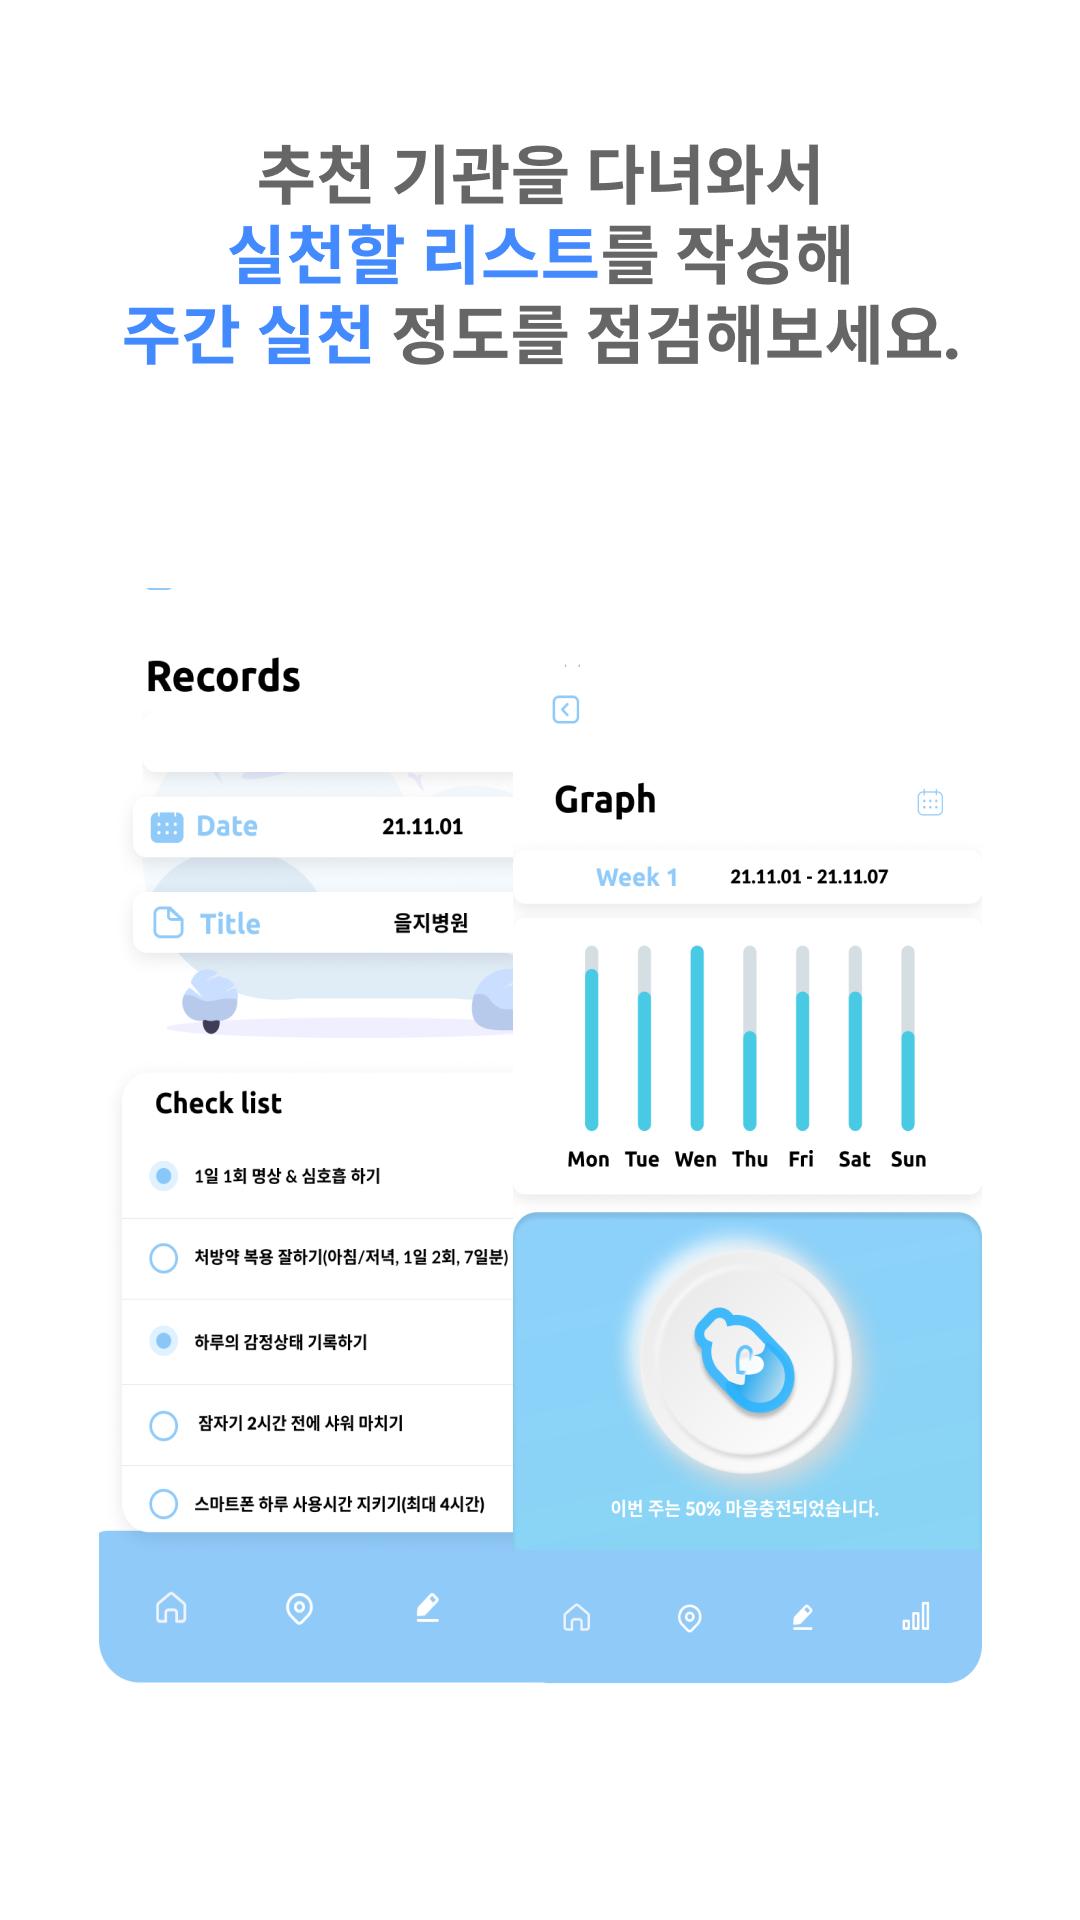 추천 기관을 다녀와서
실천할 리스트를 작성해
주간 실천 정도를 점검해보세요.
Records
Date 21.11.01
Title 을지병원
Check list
1일 1회 명상 & 심호흡 하기
처방약 복용 잘하기(아침/저녁, 1일 2회, 7일분)
하루의 감정상태 기록하기
잠자기 2시간 전에 샤워 마치기
스마트폰 하루 사용시간 지키기(최대 4시간)
Graph
Week 1 21.11.01 - 21.11.07
Mon Tue Wen Thu Fri Sat Sun
이번 주는 50% 마음충전되었습니다.